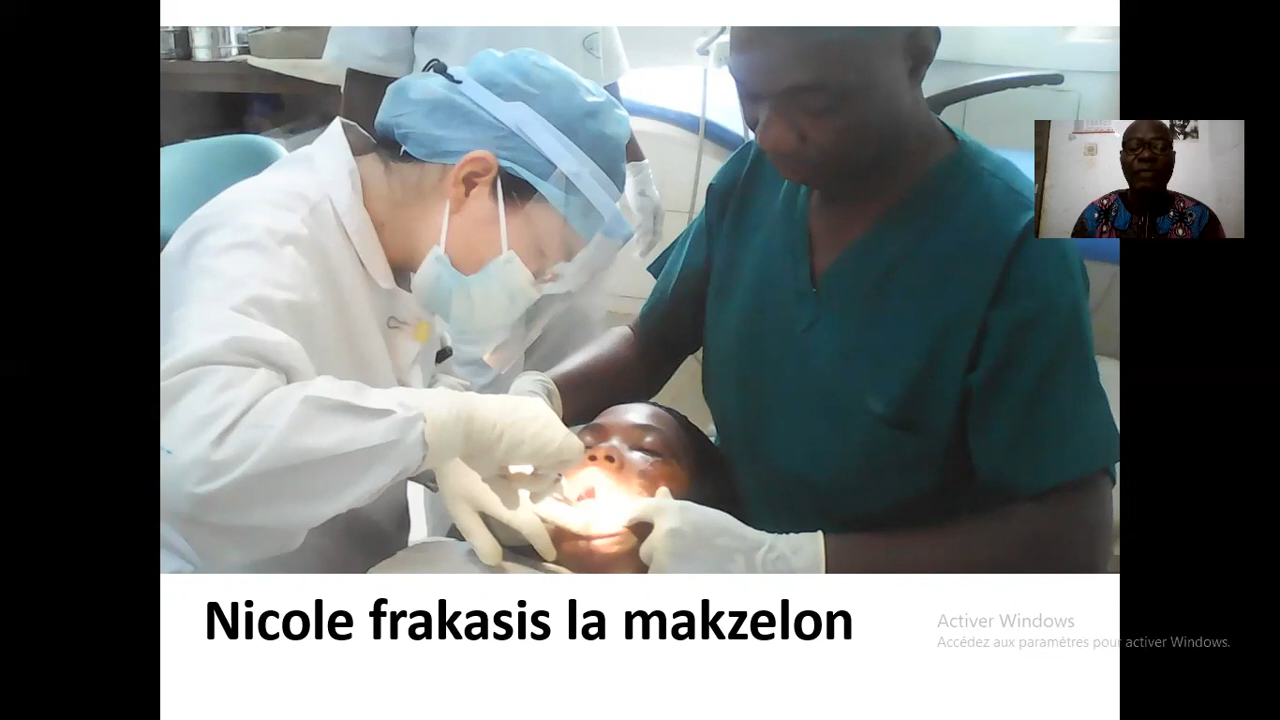 Nicole frakasis la makzelon
Activer Windows
Accédez aux paramètres pour activer Windows.